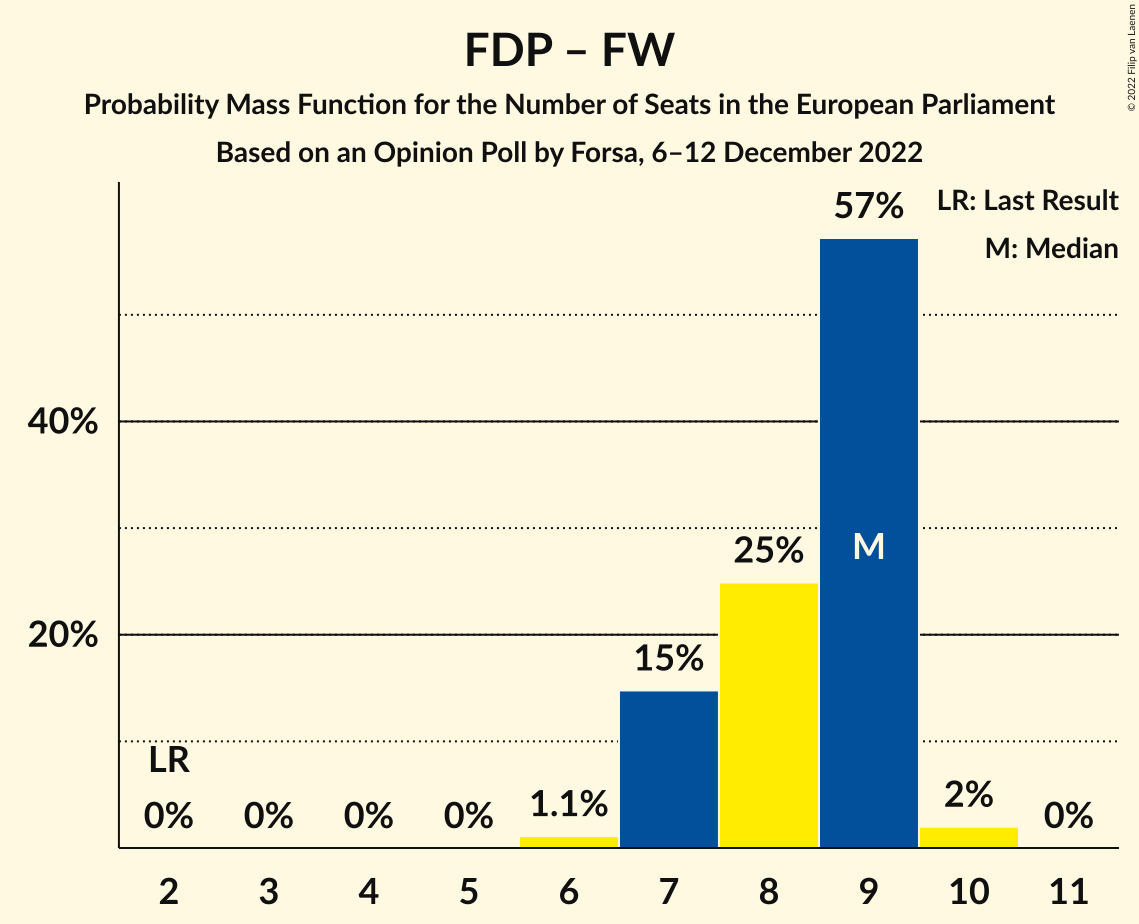 FDP – FW
Probability Mass Function for the Number of Seats in the European Parliament
Based on an Opinion Poll by Forsa, 6–12 December 2022
© 2022 Filip van Laenen
LR: Last Result
M: Median
57%
40%
25%
M
20%
15%
LR
0%
0%
0%
0%
1.1%
2%
0%
2
3
4
5
6
7
8
9
10
11